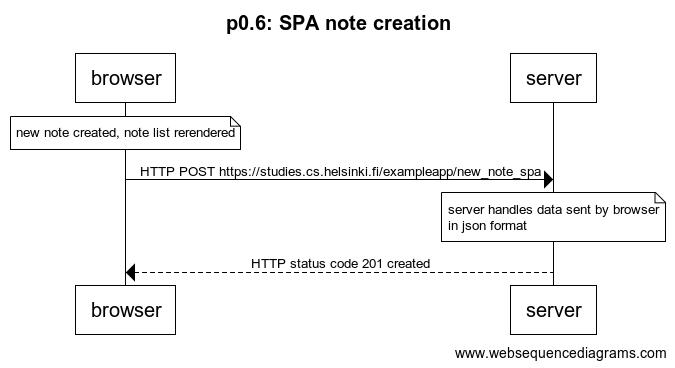 p0.6: SPA note creation
browser
server
new note created, note list rerendered
HTTP POST https://studies.cs.helsinki.fi/exampleapp/new_note_spa
server handles data sent by browser
in json format
HTTP status code 201 created
browser
server
www.websequencediagrams.com